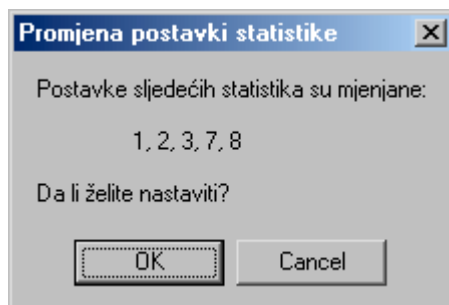 Promjena postavki statistike
Postavke sljedećih statistika su mjenjane:
1, 2, 3, 7, 8
Da li želite nastaviti?
OK Cancel